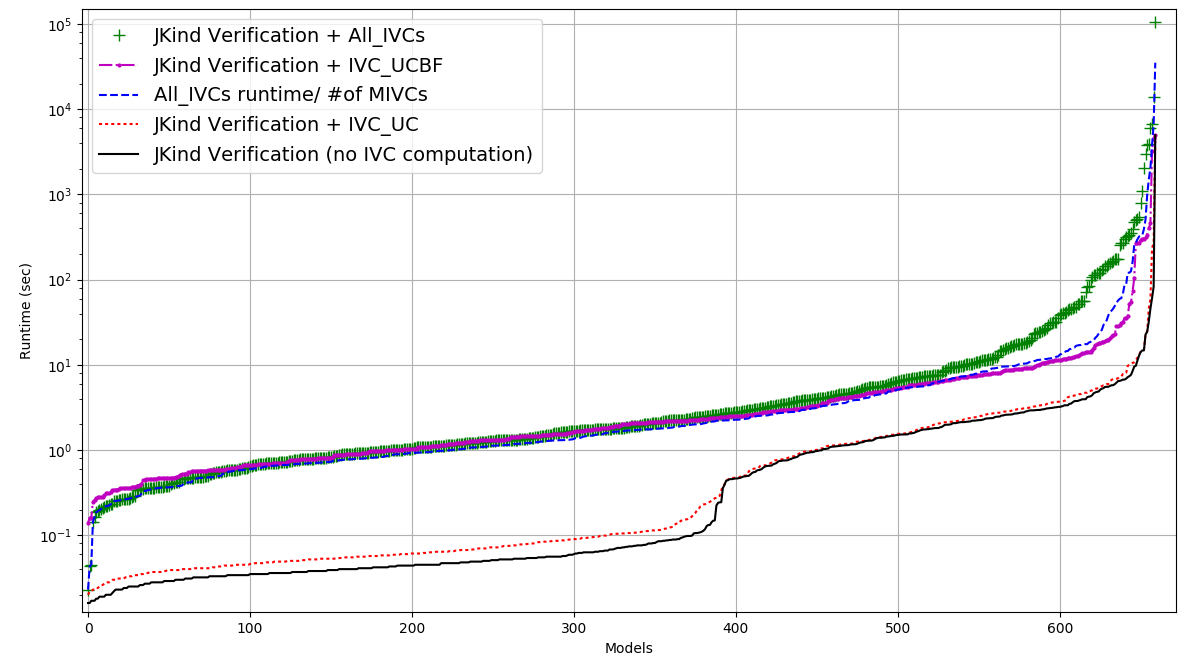 JKind Verification + All_IVCs
JKind Verification + IVC_UCBF
All_IVCs runtime/ #of MIVCs
JKind Verification + IVC_UC
JKind Verification (no IVC computation)
Runtime (sec)
10^5
10^4
10^3
10^2
10^1
10^0
10^−1
0 100 200 300 400 500 600
Models